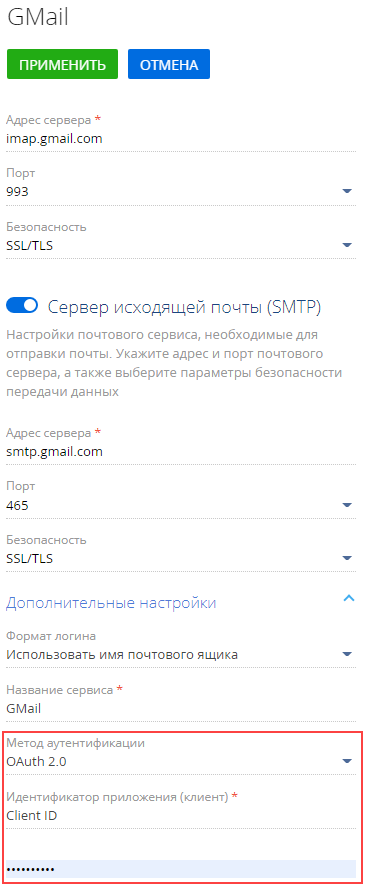 GMail
ПРИМЕНИТЬ
ОТМЕНА
Адрес сервера *
imap.gmail.com
Порт
993
Безопасность
SSL/TLS
Сервер исходящей почты (SMTP)
Настройки почтового сервиса, необходимые для
отправки почты. Укажите адрес и порт почтового
сервера, а также выберите параметры безопасности
передачи данных
Адрес сервера *
smtp.gmail.com
Порт
465
Безопасность
SSL/TLS
Дополнительные настройки
Формат логина
Использовать имя почтового ящика
Название сервиса *
GMail
Метод аутентификации
OAuth 2.0
Идентификатор приложения (клиент) *
Client ID
••••••••••